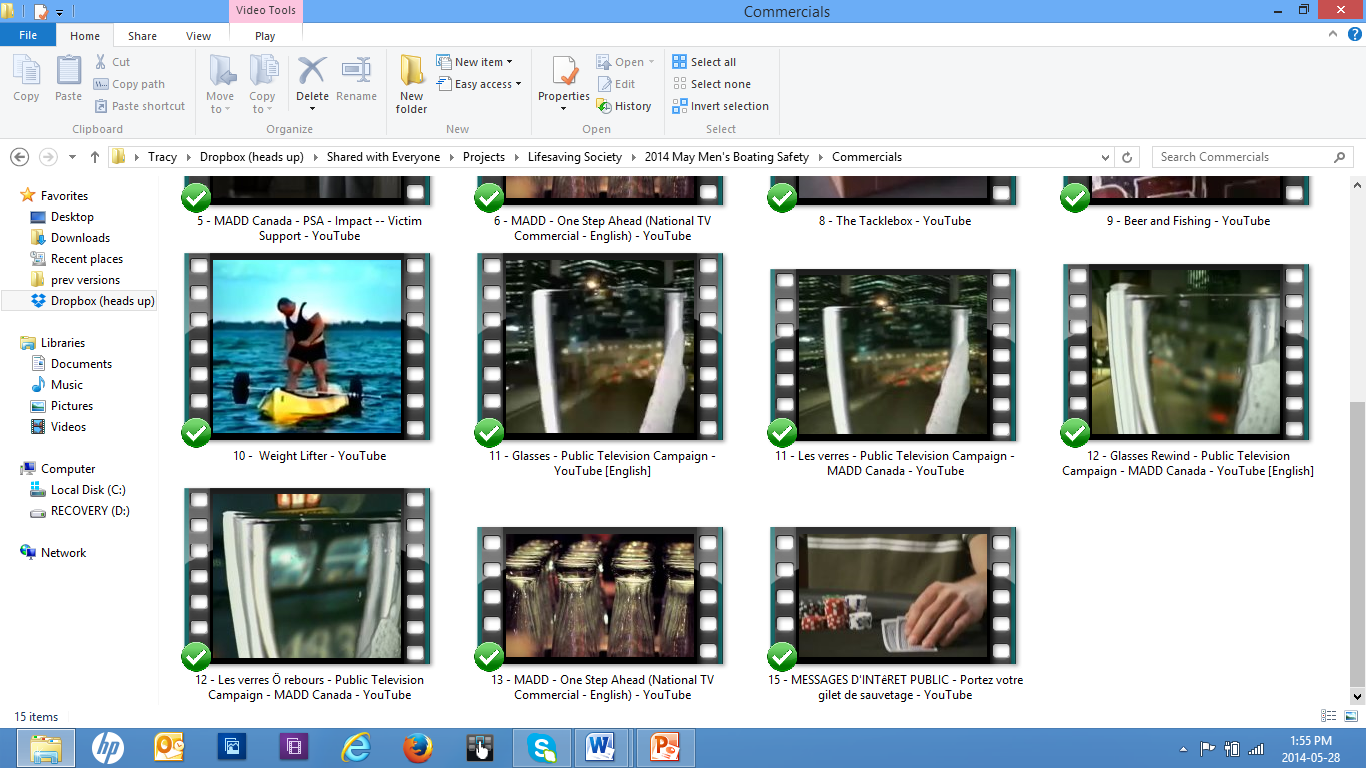 Video Tools
Commercials
File
Home
Share
View
Play
Copy
Paste
Cut
Copy path
Paste shortcut
Clipboard
Move to
Copy to
Delete
Rename
Organize
New folder
New item
Easy access
New
Properties
Open
Edit
History
Open
Select all
Select none
Invert selection
Select
Tracy
Dropbox (heads up)
Shared with Everyone
Projects
Lifesaving Society
2014 May Men's Boating Safety
Commercials
Search Commercials
Favorites
Desktop
Downloads
Recent places
prev versions
Dropbox (heads up)
Libraries
Documents
Music
Pictures
Videos
Computer
Local Disk (C:)
RECOVERY (D:)
Network
5 - MADD Canada - PSA - Impact -- Victim
Support - YouTube
6 - MADD - One Step Ahead (National TV
Commercial - English) - YouTube
8 - The Tacklebox - YouTube
9 - Beer and Fishing - YouTube
10 -  Weight Lifter - YouTube
11 - Glasses - Public Television Campaign -
YouTube [English]
11 - Les verres - Public Television Campaign -
MADD Canada - YouTube
12 - Glasses Rewind - Public Television
Campaign - MADD Canada - YouTube [English]
12 - Les verres Ö rebours - Public Television
Campaign - MADD Canada - YouTube
13 - MADD - One Step Ahead (National TV
Commercial - English) - YouTube
15 - MESSAGES D'INTêRET PUBLIC - Portez votre
gilet de sauvetage - YouTube
15 items
hp
1:55 PM
2014-05-28